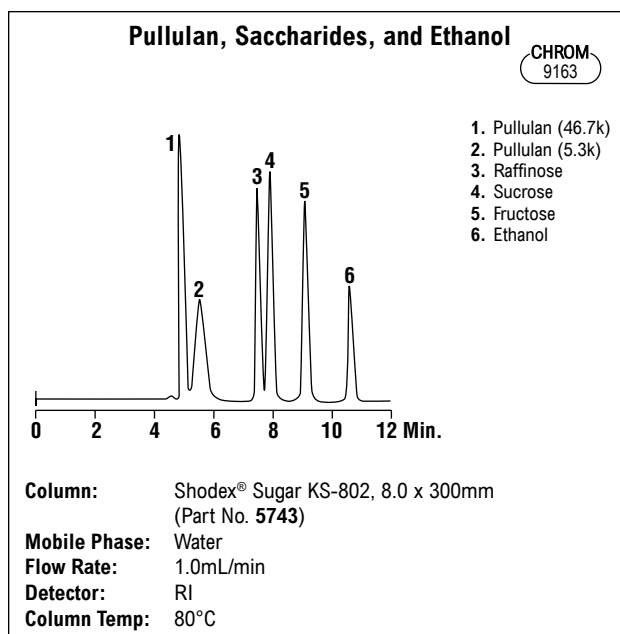 Pullulan, Saccharides, and Ethanol
CHROM
9163
1. Pullulan (46.7k)
2. Pullulan (5.3k)
3. Raffinose
4. Sucrose
5. Fructose
6. Ethanol
1
2
3
4
5
6
0 2 4 6 8 10 12 Min.
Column: Shodex® Sugar KS-802, 8.0 x 300mm
(Part No. 5743)
Mobile Phase: Water
Flow Rate: 1.0mL/min
Detector: RI
Column Temp: 80°C